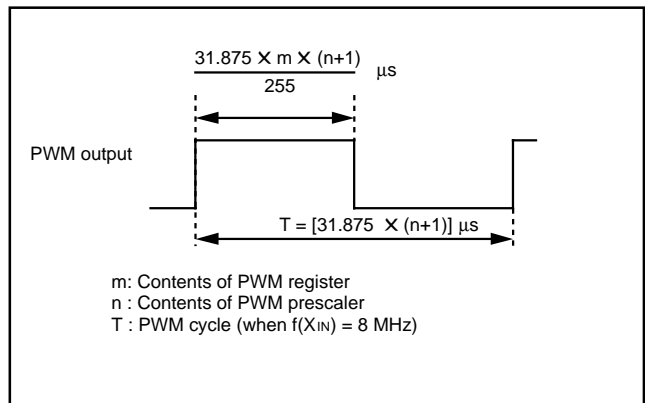 31.875 × m × (n+1)
255
μs
PWM output
T = [31.875 × (n+1)] μs
m: Contents of PWM register
n : Contents of PWM prescaler
T : PWM cycle (when f(XIN) = 8 MHz)